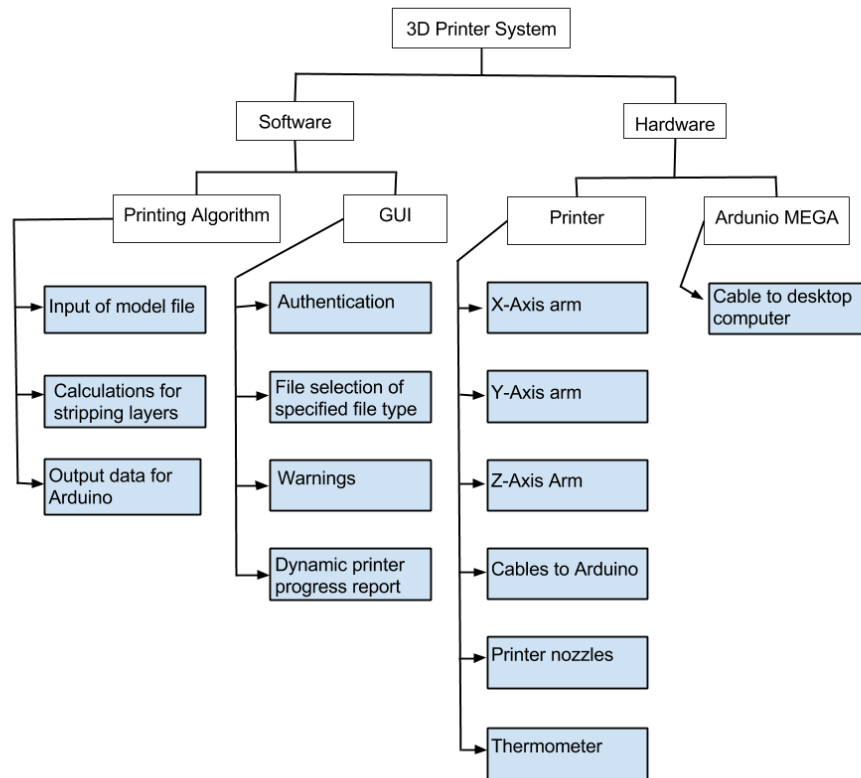 3D Printer System
Software
Hardware
Printing Algorithm
GUI
Printer
Ardunio MEGA
Input of model file
Calculations for
stripping layers
Output data for
Arduino
Authentication
File selection of
specified file type
Warnings
Dynamic printer
progress report
X-Axis arm
Y-Axis arm
Z-Axis Arm
Cables to Arduino
Printer nozzles
Thermometer
Cable to desktop
computer